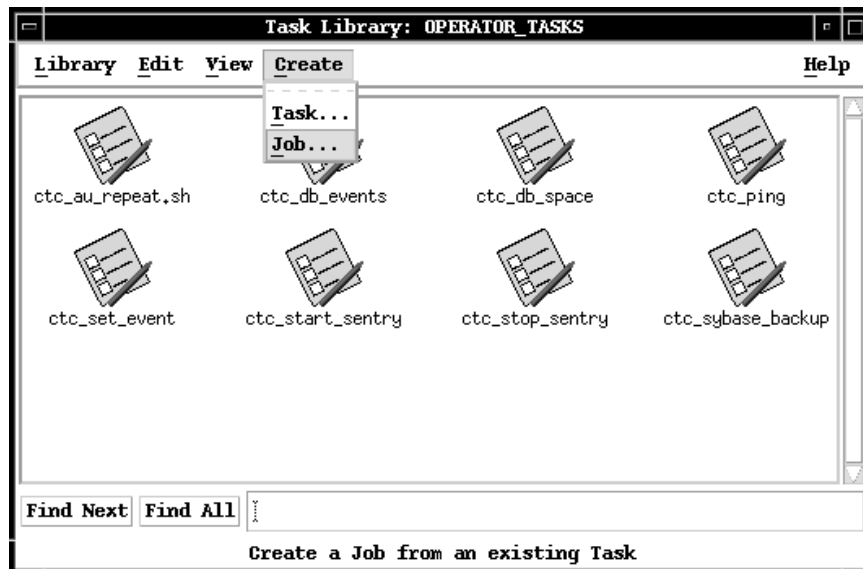 Task Library: OPERATOR_TASKS
Library Edit View Create Help
Task...
Job...
ctc_au_repeat.sh ctc_db_events ctc_db_space ctc_ping
ctc_set_event ctc_start_sentry ctc_stop_sentry ctc_sybase_backup
Find Next Find All
Create a Job from an existing Task